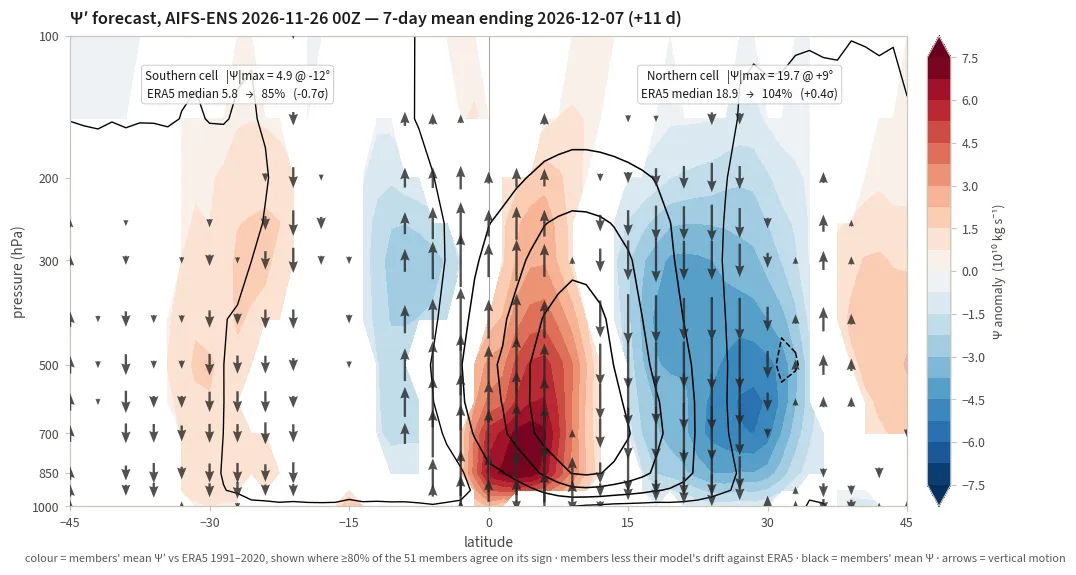 Ψ′ forecast, AIFS-ENS 2026-11-26 00Z — 7-day mean ending 2026-12-07 (+11 d)
Southern cell |Ψ|max = 4.9 @ -12°
ERA5 median 5.8 → 85% (-0.7σ)
Northern cell |Ψ|max = 19.7 @ +9°
ERA5 median 18.9 → 104% (+0.4σ)
pressure (hPa)
100
200
300
400
500
700
850
1000
−45
−30
−15
0
15
30
45
latitude
7.5
6.0
4.5
3.0
1.5
0.0
−1.5
−3.0
−4.5
−6.0
−7.5
Ψ anomaly (10¹⁰ kg s⁻¹)
colour = members' mean Ψ′ vs ERA5 1991–2020, shown where ≥80% of the 51 members agree on its sign · members less their model's drift against ERA5 · black = members' mean Ψ · arrows = vertical motion